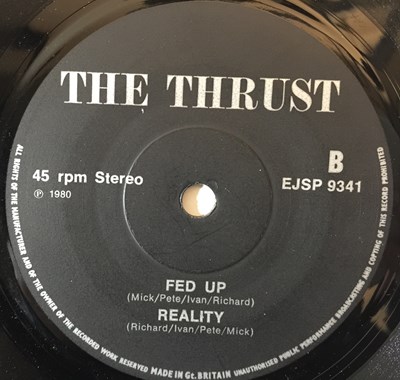 THE THRUST
45 rpm Stereo
℗ 1980
B
EJSP 9341
FED UP
(Mick/Pete/Ivan/Richard)
REALITY
(Richard/Ivan/Pete/Mick)
ALL RIGHTS OF THE MANUFACTURER AND OF THE OWNER OF THE RECORDED WORK RESERVED MADE IN Gt. BRITAIN UNAUTHORISED PUBLIC PERFORMANCE BROADCASTING AND COPYING OF THIS RECORD PROHIBITED